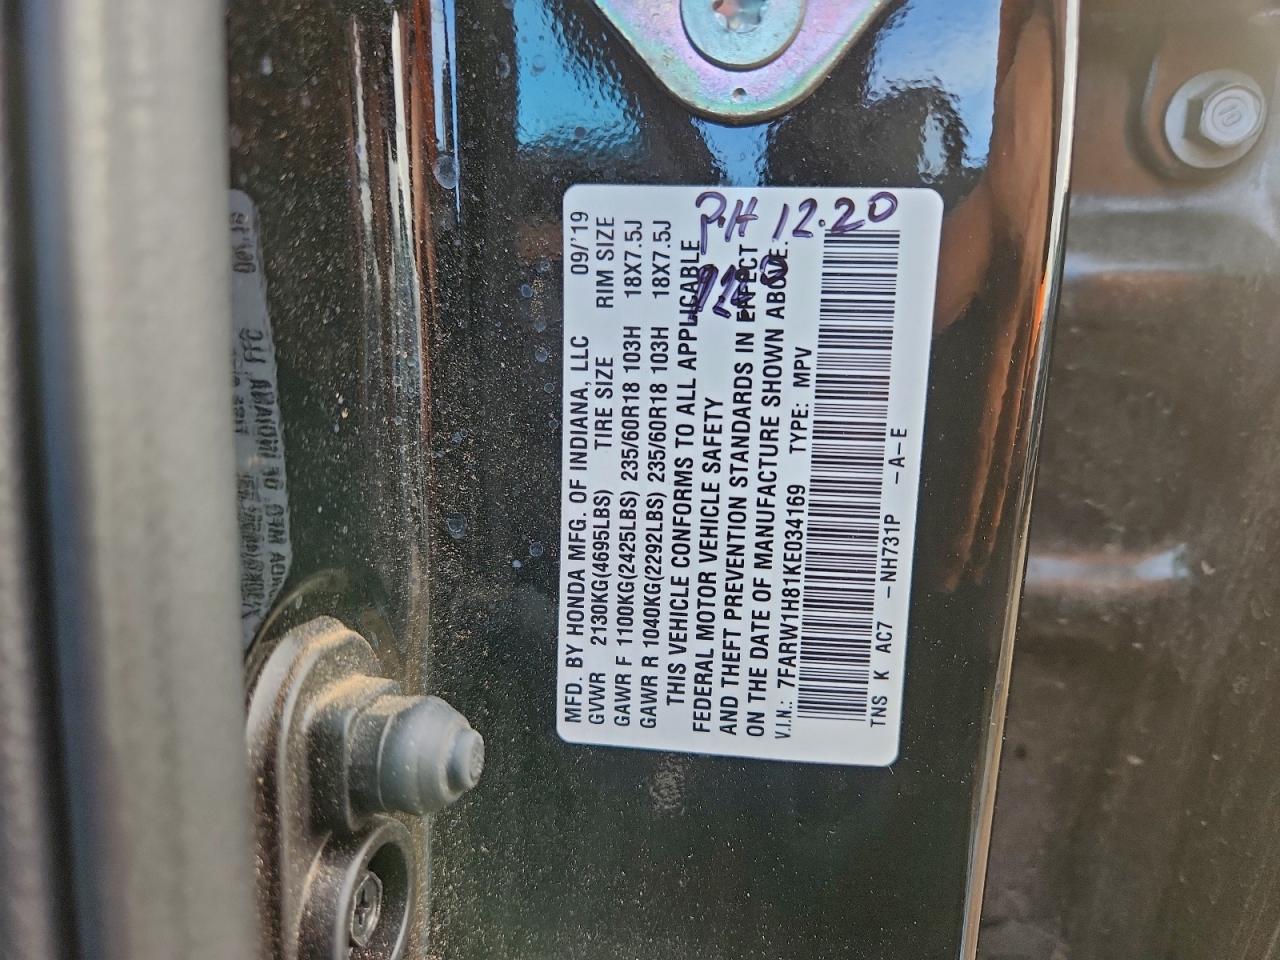 MFD. BY HONDA MFG. OF INDIANA, LLC 09/'19
GVWR 2130KG(4695LBS) TIRE SIZE RIM SIZE
GAWR F 1100KG(2425LBS) 235/60R18 103H 18X7.5J
GAWR R 1040KG(2292LBS) 235/60R18 103H 18X7.5J
THIS VEHICLE CONFORMS TO ALL APPLICABLE
FEDERAL MOTOR VEHICLE SAFETY
AND THEFT PREVENTION STANDARDS IN EFFECT
ON THE DATE OF MANUFACTURE SHOWN ABOVE.
V.I.N.: 7FARW1H81KE034169 TYPE: MPV
TNS K AC7 -NH731P -A-E
P.H 12.20